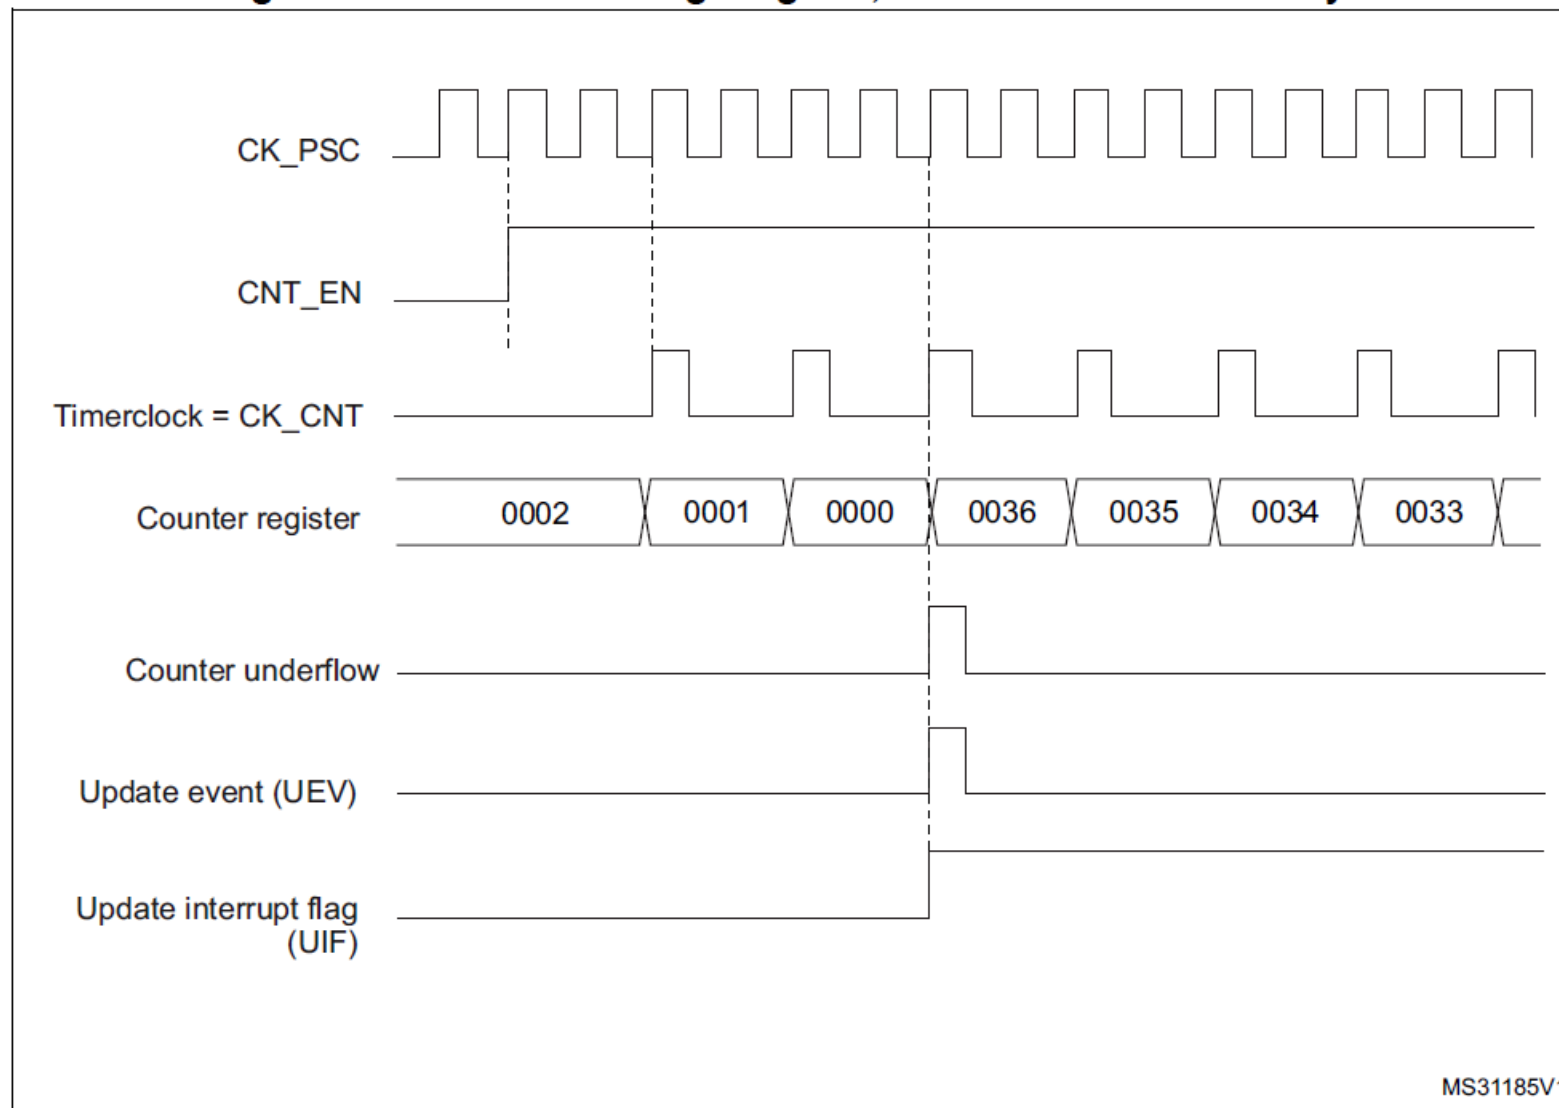 CK_PSC
CNT_EN
Timerclock = CK_CNT
Counter register
0002
0001
0000
0036
0035
0034
0033
Counter underflow
Update event (UEV)
Update interrupt flag
(UIF)